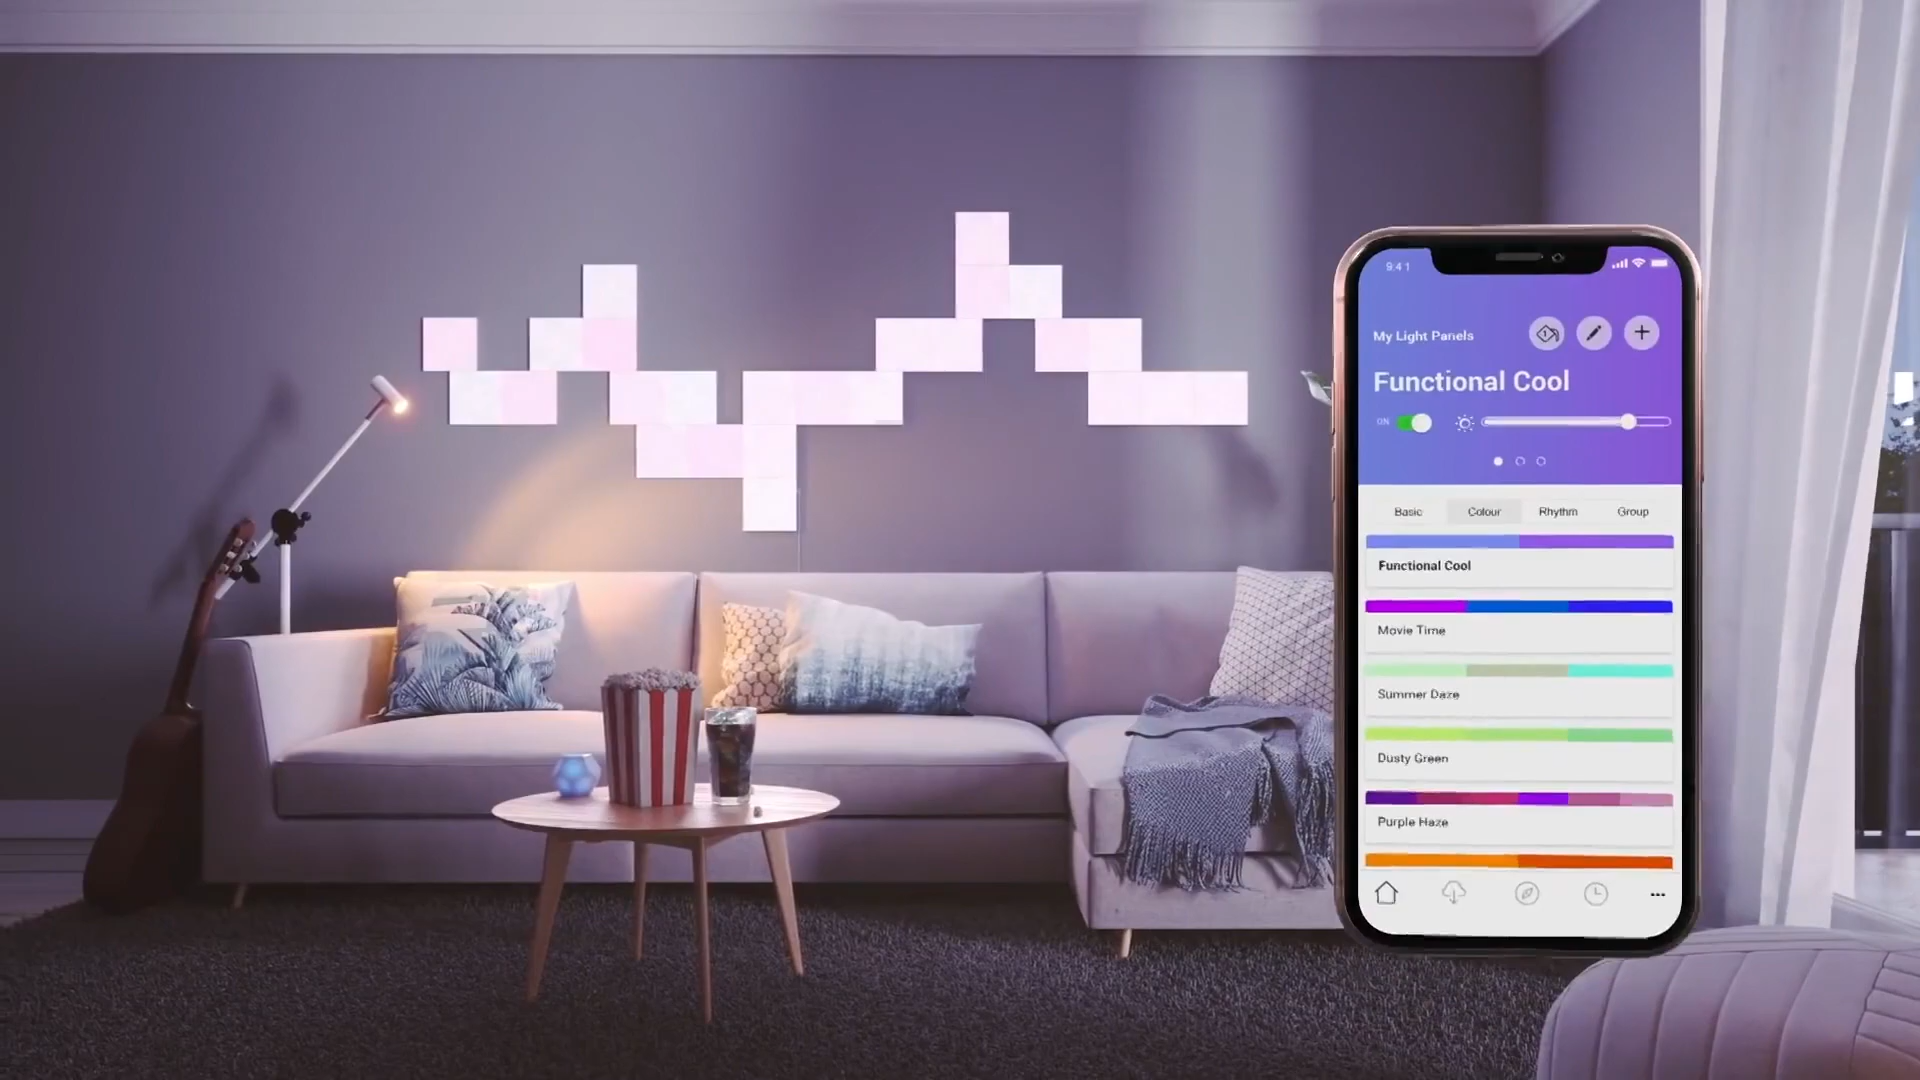 9:41
My Light Panels
Functional Cool
ON
Basic Colour Rhythm Group
Functional Cool
Movie Time
Summer Daze
Dusty Green
Purple Haze